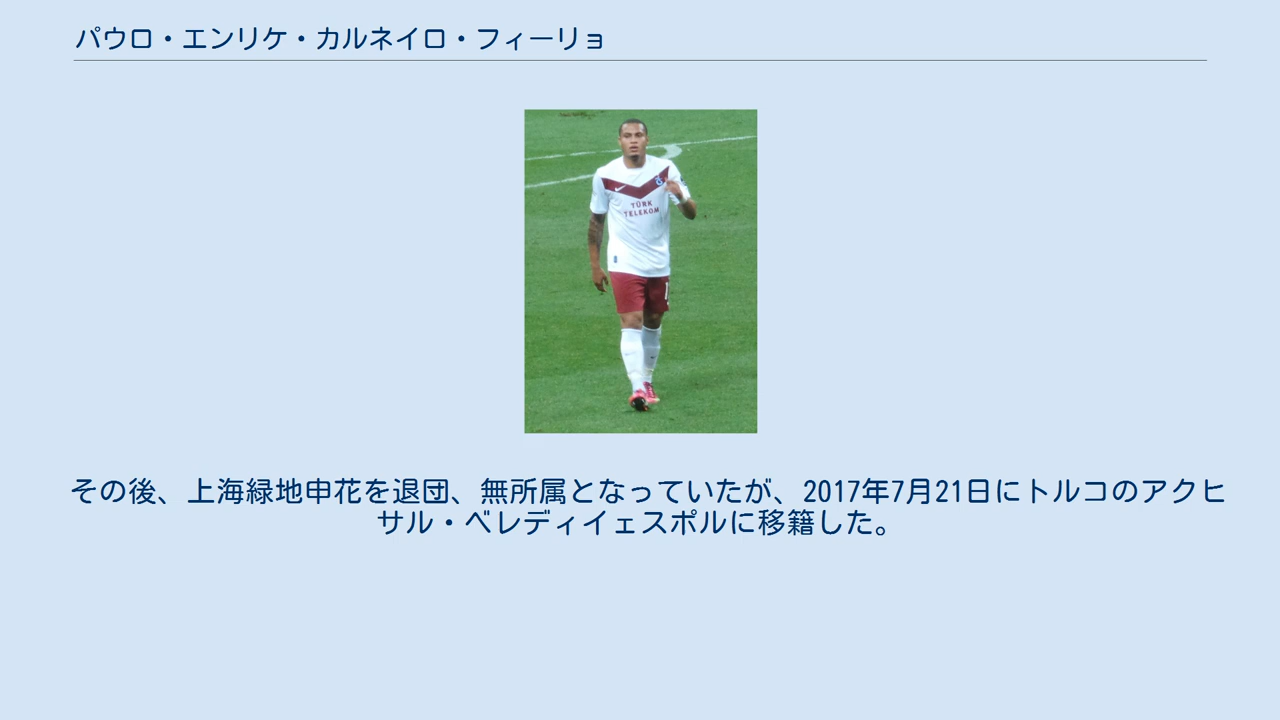 パウロ・エンリケ・カルネイロ・フィーリョ
TÜRK
TELEKOM
その後、上海緑地申花を退団、無所属となっていたが、2017年7月21日にトルコのアクヒ
サル・ベレディイェスポルに移籍した。